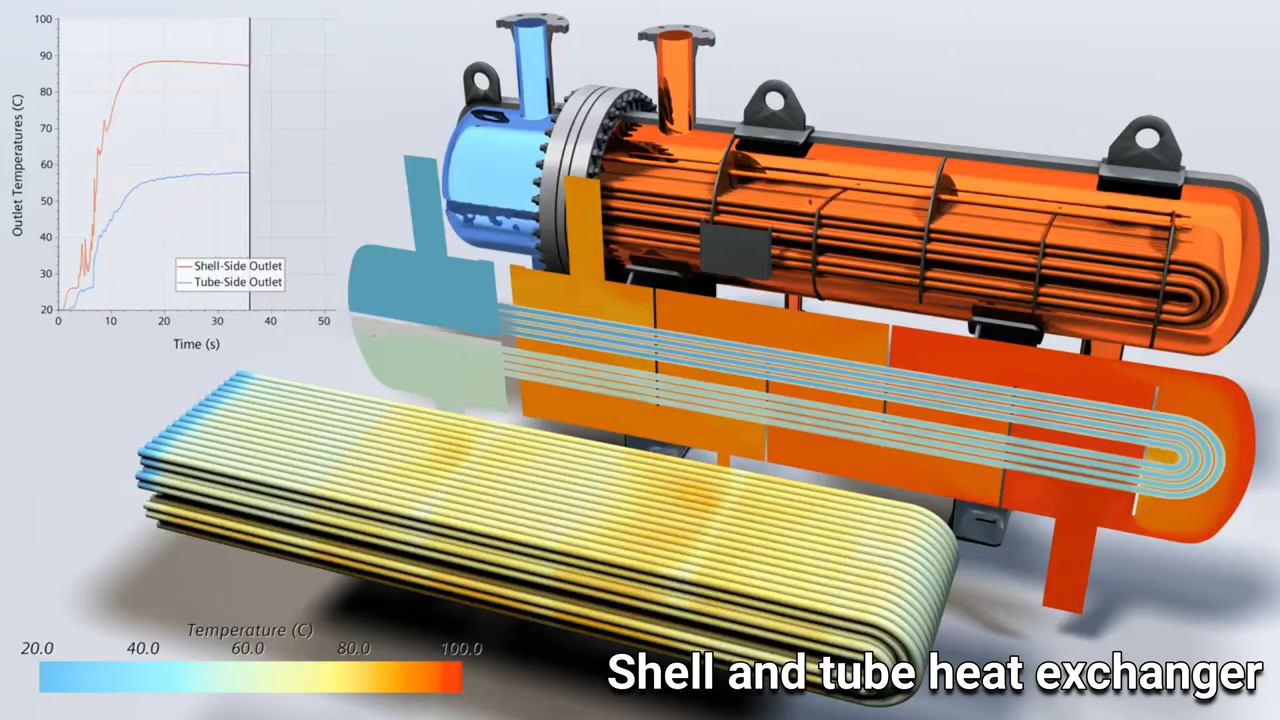 100
90
80
70
60
50
40
30
20
Outlet Temperatures (C)
Shell-Side Outlet
Tube-Side Outlet
0 10 20 30 40 50
Time (s)
Temperature (C)
20.0 40.0 60.0 80.0 100.0
Shell and tube heat exchanger